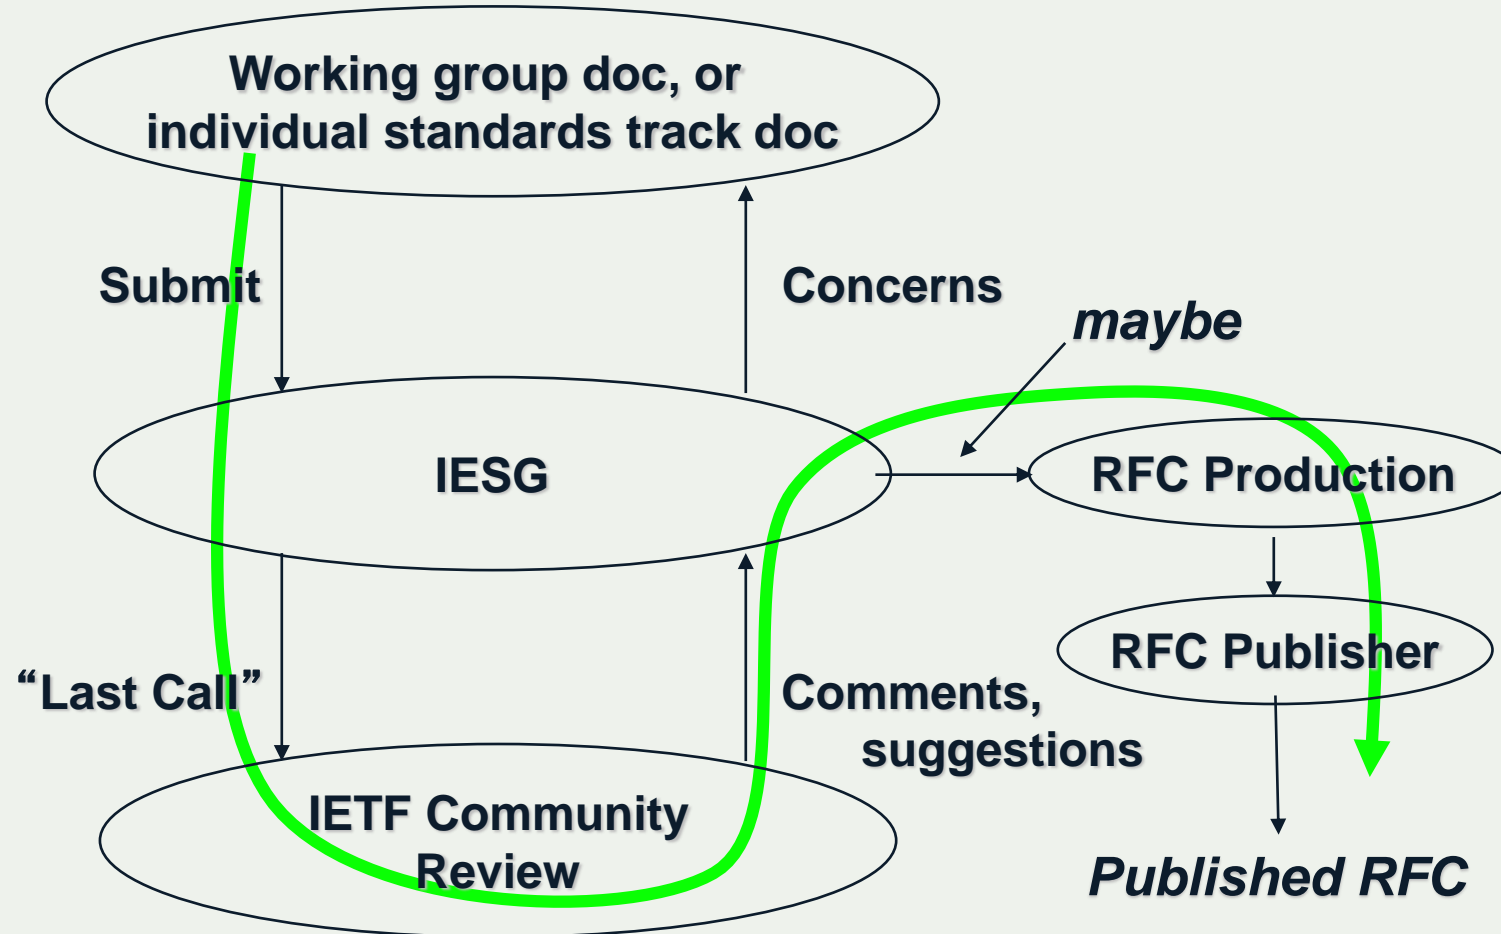 Working group doc, or
individual standards track doc
Submit
Concerns
maybe
IESG
RFC Production
RFC Publisher
“Last Call”
Comments,
suggestions
IETF Community
Review
Published RFC